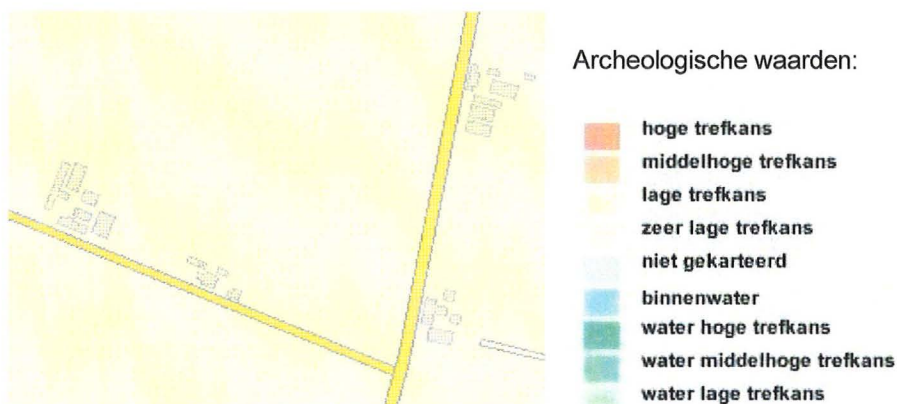 Archeologische waarden:
hoge trefkans
middelhoge trefkans
lage trefkans
zeer lage trefkans
niet gekarteerd
binnenwater
water hoge trefkans
water middelhoge trefkans
water lage trefkans